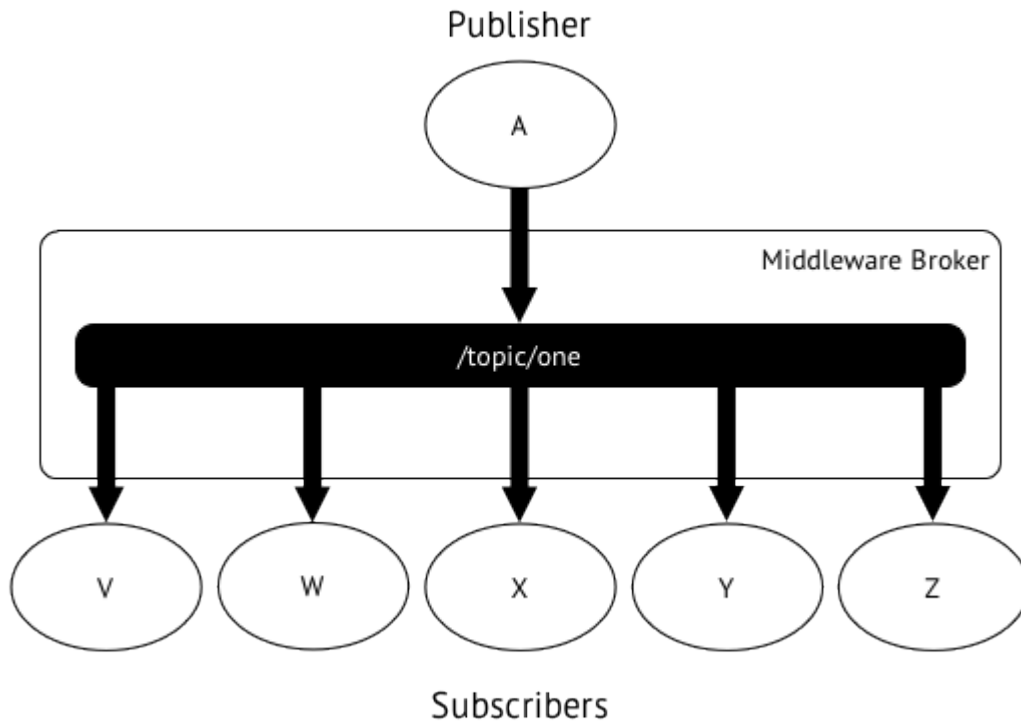 Publisher
A
Middleware Broker
/topic/one
V
W
X
Y
Z
Subscribers